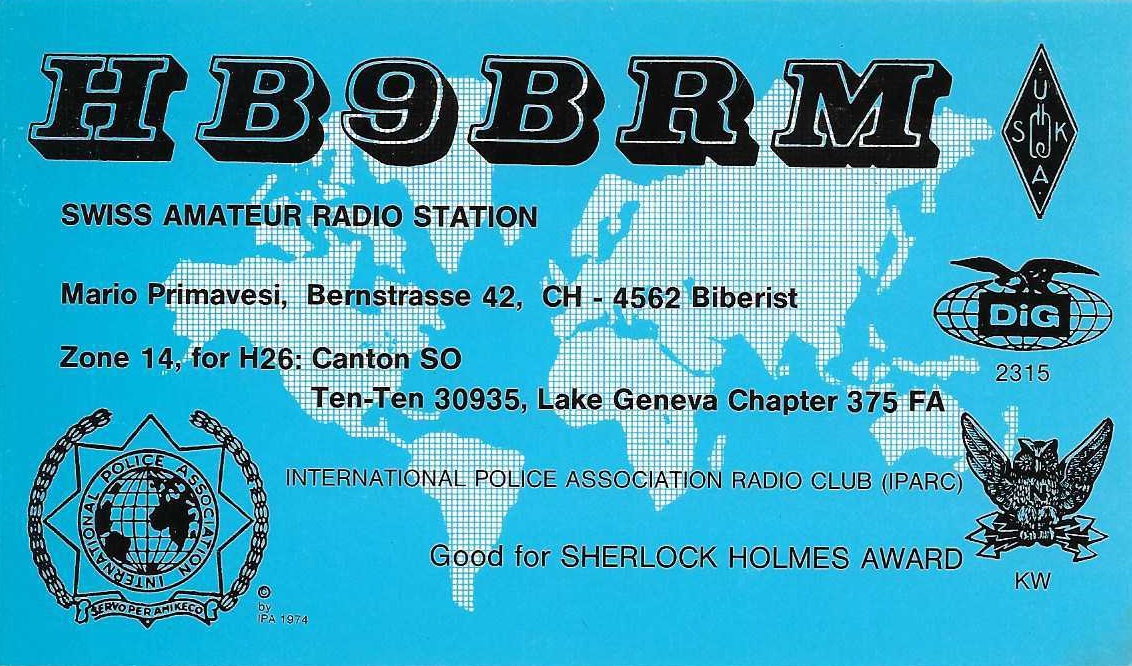 HB9BRM
USKA
SWISS AMATEUR RADIO STATION
Mario Primavesi, Bernstrasse 42, CH - 4562 Biberist
DiG
2315
Zone 14, for H26: Canton SO
Ten-Ten 30935, Lake Geneva Chapter 375 FA
INTERNATIONAL POLICE ASSOCIATION RADIO CLUB (IPARC)
N
Good for SHERLOCK HOLMES AWARD
KW
INTERNATIONAL POLICE ASSOCIATION
SERVO PER AMIKECO
©
by
IPA 1974